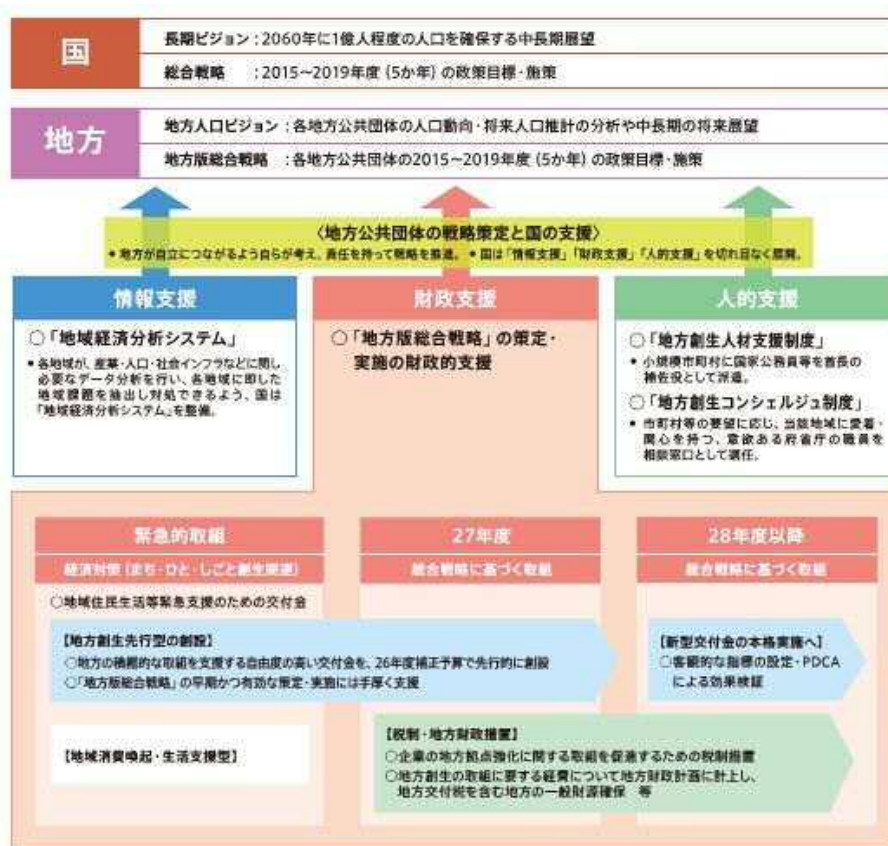 国
長期ビジョン：2060年に1億人程度の人口を確保する中長期展望
総合戦略　：2015～2019年度（5か年）の政策目標・施策
地方
地方人口ビジョン：各地方公共団体の人口動向・将来人口推計の分析や中長期の将来展望
地方版総合戦略　：各地方公共団体の2015～2019年度（5か年）の政策目標・施策
〈地方公共団体の戦略策定と国の支援〉
● 地方が自立につながるよう自らが考え、責任を持って戦略を推進。 ● 国は「情報支援」「財政支援」「人的支援」を切れ目なく展開。
情報支援
○「地域経済分析システム」
● 各地域が、産業・人口・社会インフラなどに関し
必要なデータ分析を行い、各地域に即した
地域課題を抽出し対処できるよう、国は
「地域経済分析システム」を整備。
財政支援
○「地方版総合戦略」の策定・
実施の財政的支援
人的支援
○「地方創生人材支援制度」
● 小規模市町村に国家公務員等を首長の
補佐役として派遣。
○「地方創生コンシェルジュ制度」
● 市町村等の要望に応じ、当該地域に愛着・
関心を持つ、意欲ある府省庁の職員を
相談窓口として選任。
緊急的取組
経済対策（まち・ひと・しごと創生関連）
○地域住民生活等緊急支援のための交付金
27年度
総合戦略に基づく取組
28年度以降
総合戦略に基づく取組
【地方創生先行型の創設】
○地方の積極的な取組を支援する自由度の高い交付金を、26年度補正予算で先行的に創設
○「地方版総合戦略」の早期かつ有効な策定・実施には手厚く支援
【新型交付金の本格実施へ】
○客観的な指標の設定・PDCA
による効果検証
【地域消費喚起・生活支援型】
【税制・地方財政措置】
○企業の地方拠点強化に関する取組を促進するための税制措置
○地方創生の取組に要する経費について地方財政計画に計上し、
地方交付税を含む地方の一般財源確保　等